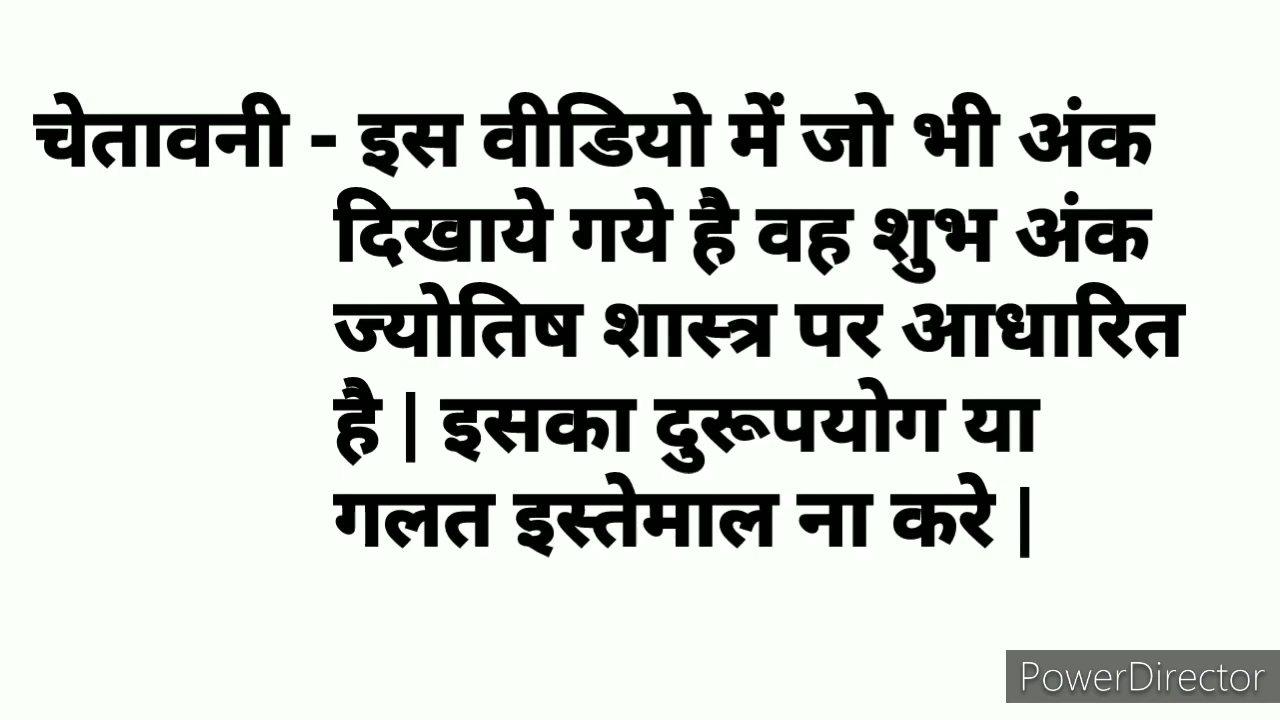 चेतावनी - इस वीडियो में जो भी अंक
दिखाये गये है वह शुभ अंक
ज्योतिष शास्त्र पर आधारित
है | इसका दुरूपयोग या
गलत इस्तेमाल ना करे |
PowerDirector